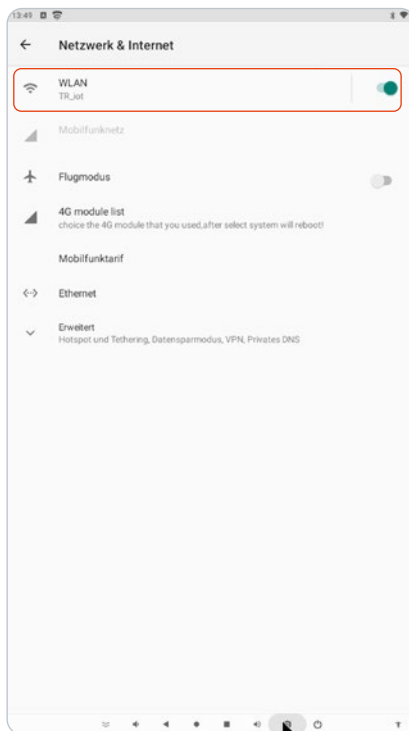 13:49
Netzwerk & Internet
WLAN
TR_iot
Mobilfunknetz
Flugmodus
4G module list
choice the 4G module that you used,after select system will reboot!
Mobilfunktarif
Ethernet
Erweitert
Hotspot und Tethering, Datensparmodus, VPN, Privates DNS